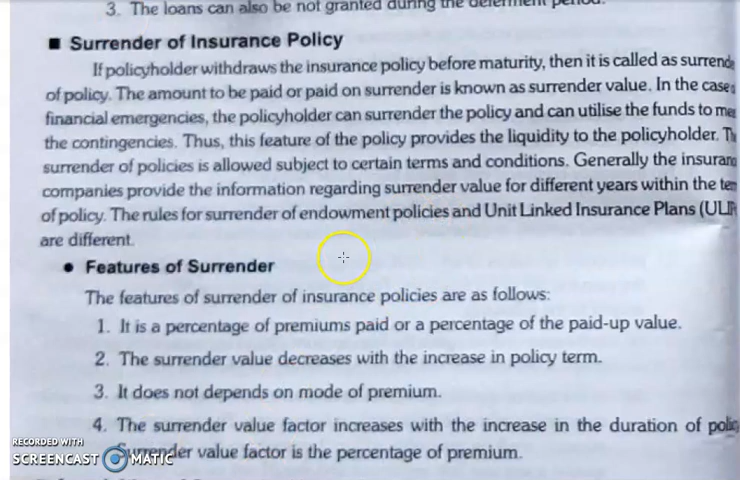 3. The loans can also be not granted during the deferment period.
■ Surrender of Insurance Policy
If policyholder withdraws the insurance policy before maturity, then it is called as surrende
of policy. The amount to be paid or paid on surrender is known as surrender value. In the case
financial emergencies, the policyholder can surrender the policy and can utilise the funds to me
the contingencies. Thus, this feature of the policy provides the liquidity to the policyholder. Th
surrender of policies is allowed subject to certain terms and conditions. Generally the insuran
companies provide the information regarding surrender value for different years within the ter
of policy. The rules for surrender of endowment policies and Unit Linked Insurance Plans (ULIP
are different.
• Features of Surrender
The features of surrender of insurance policies are as follows:
1. It is a percentage of premiums paid or a percentage of the paid-up value.
2. The surrender value decreases with the increase in policy term.
3. It does not depends on mode of premium.
4. The surrender value factor increases with the increase in the duration of polic
Surrender value factor is the percentage of premium.
RECORDED WITH
SCREENCAST MATIC